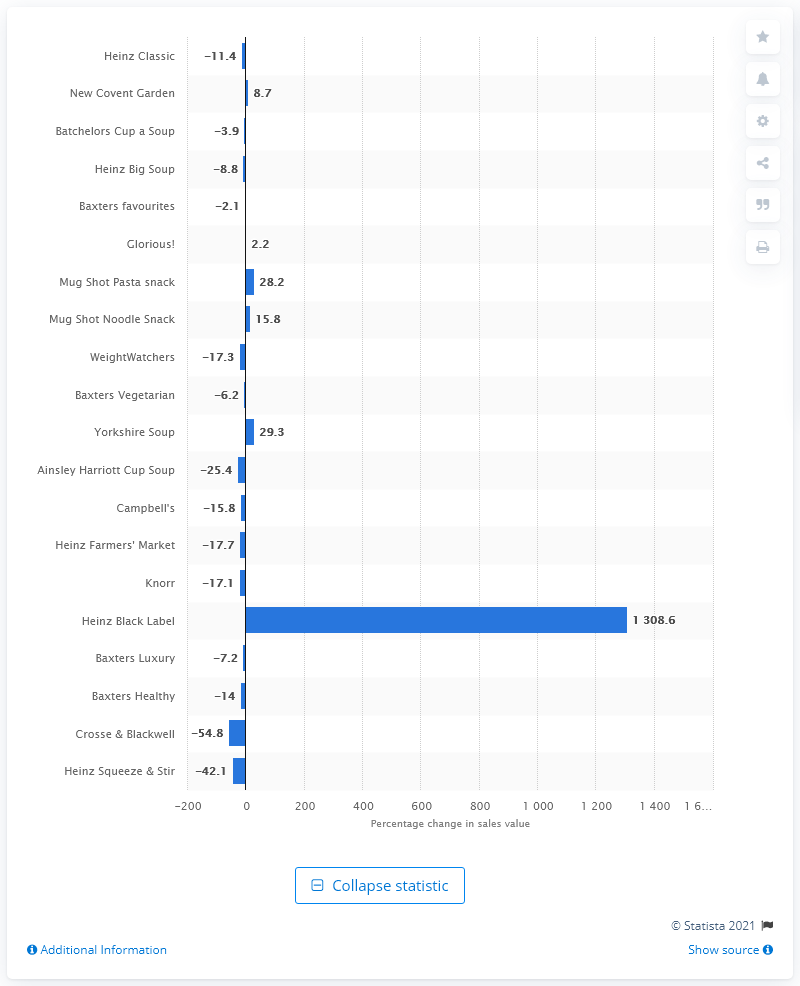 Heinz Classic −11.4
New Covent Garden 8.7
Batchelors Cup a Soup −3.9
Heinz Big Soup −8.8
Baxters favourites −2.1
Glorious! 2.2
Mug Shot Pasta snack 28.2
Mug Shot Noodle Snack 15.8
WeightWatchers −17.3
Baxters Vegetarian −6.2
Yorkshire Soup 29.3
Ainsley Harriott Cup Soup −25.4
Campbell's −15.8
Heinz Farmers' Market −17.7
Knorr −17.1
Heinz Black Label 1 308.6
Baxters Luxury −7.2
Baxters Healthy −14
Crosse & Blackwell −54.8
Heinz Squeeze & Stir −42.1
−200 0 200 400 600 800 1 000 1 200 1 400 1 6...
Percentage change in sales value
Collapse statistic
© Statista 2021
Additional Information
Show source